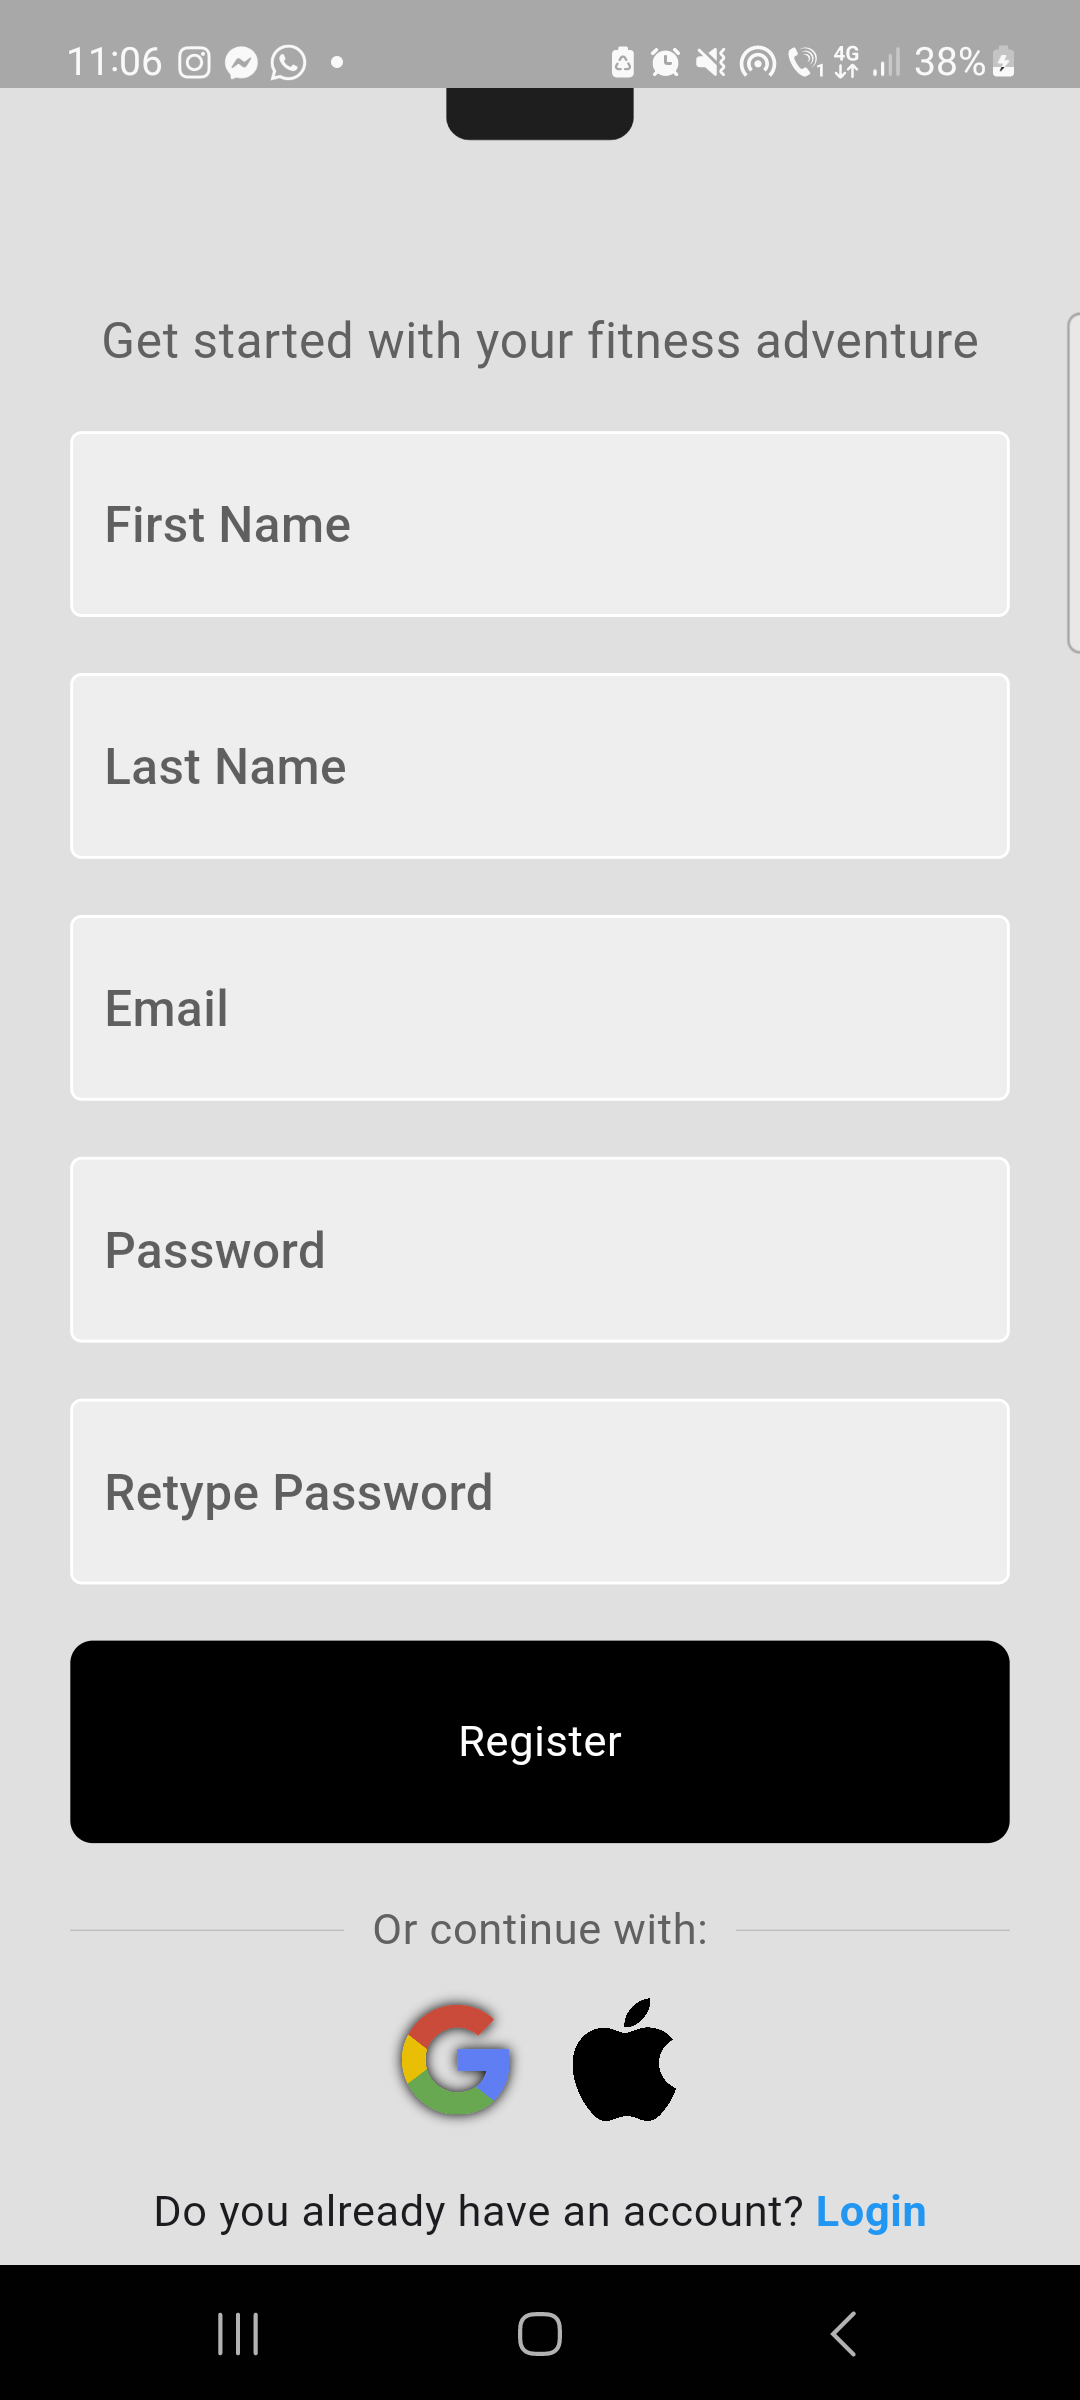 11:06
1 4G 38%
Get started with your fitness adventure
First Name
Last Name
Email
Password
Retype Password
Register
Or continue with:
Do you already have an account? Login